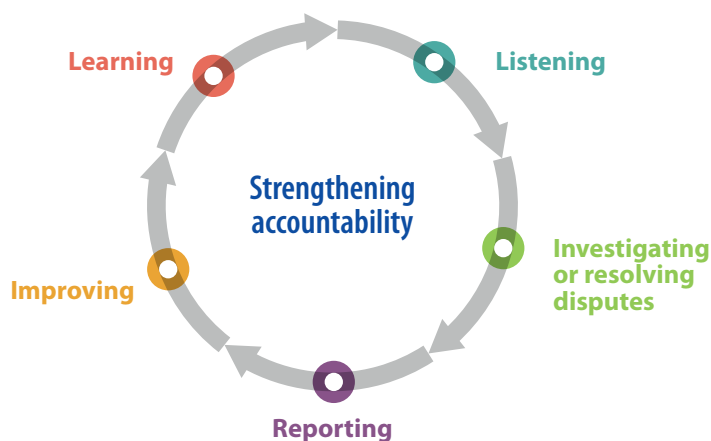 Learning
Listening
Strengthening
accountability
Investigating
or resolving
disputes
Improving
Reporting